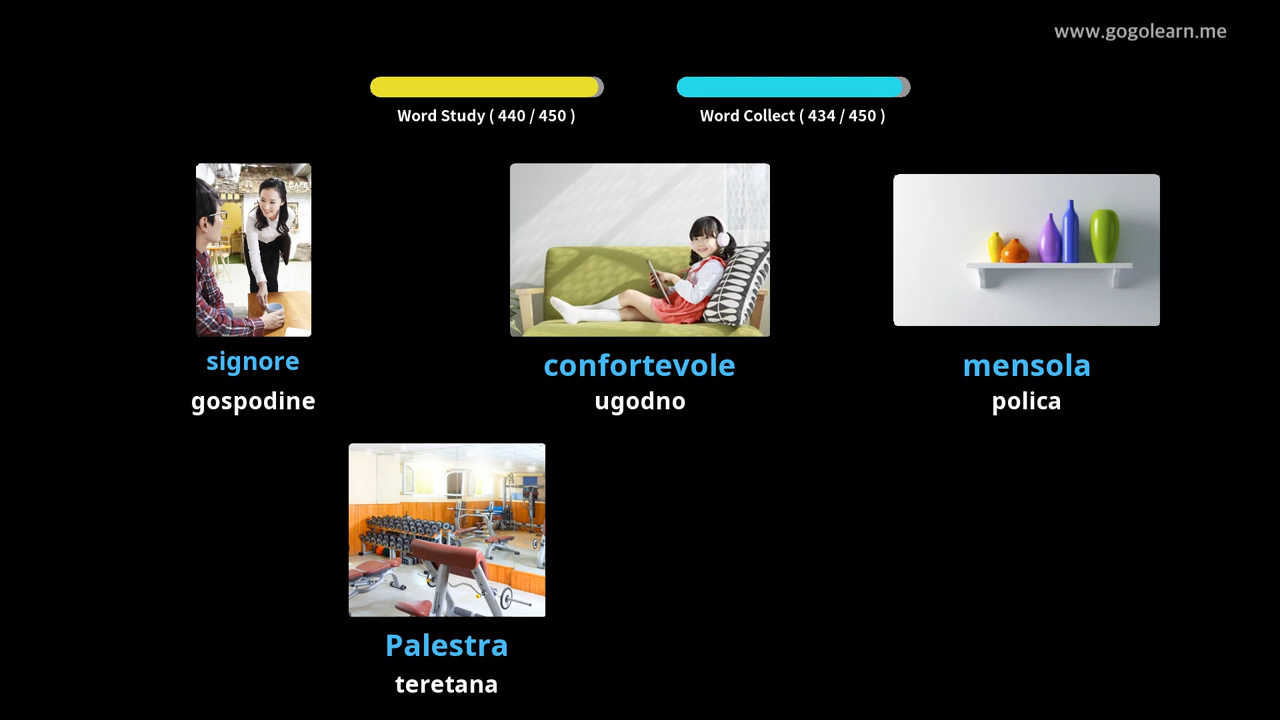 www.gogolearn.me
Word Study ( 440 / 450 )
Word Collect ( 434 / 450 )
signore
gospodine
confortevole
ugodno
mensola
polica
Palestra
teretana